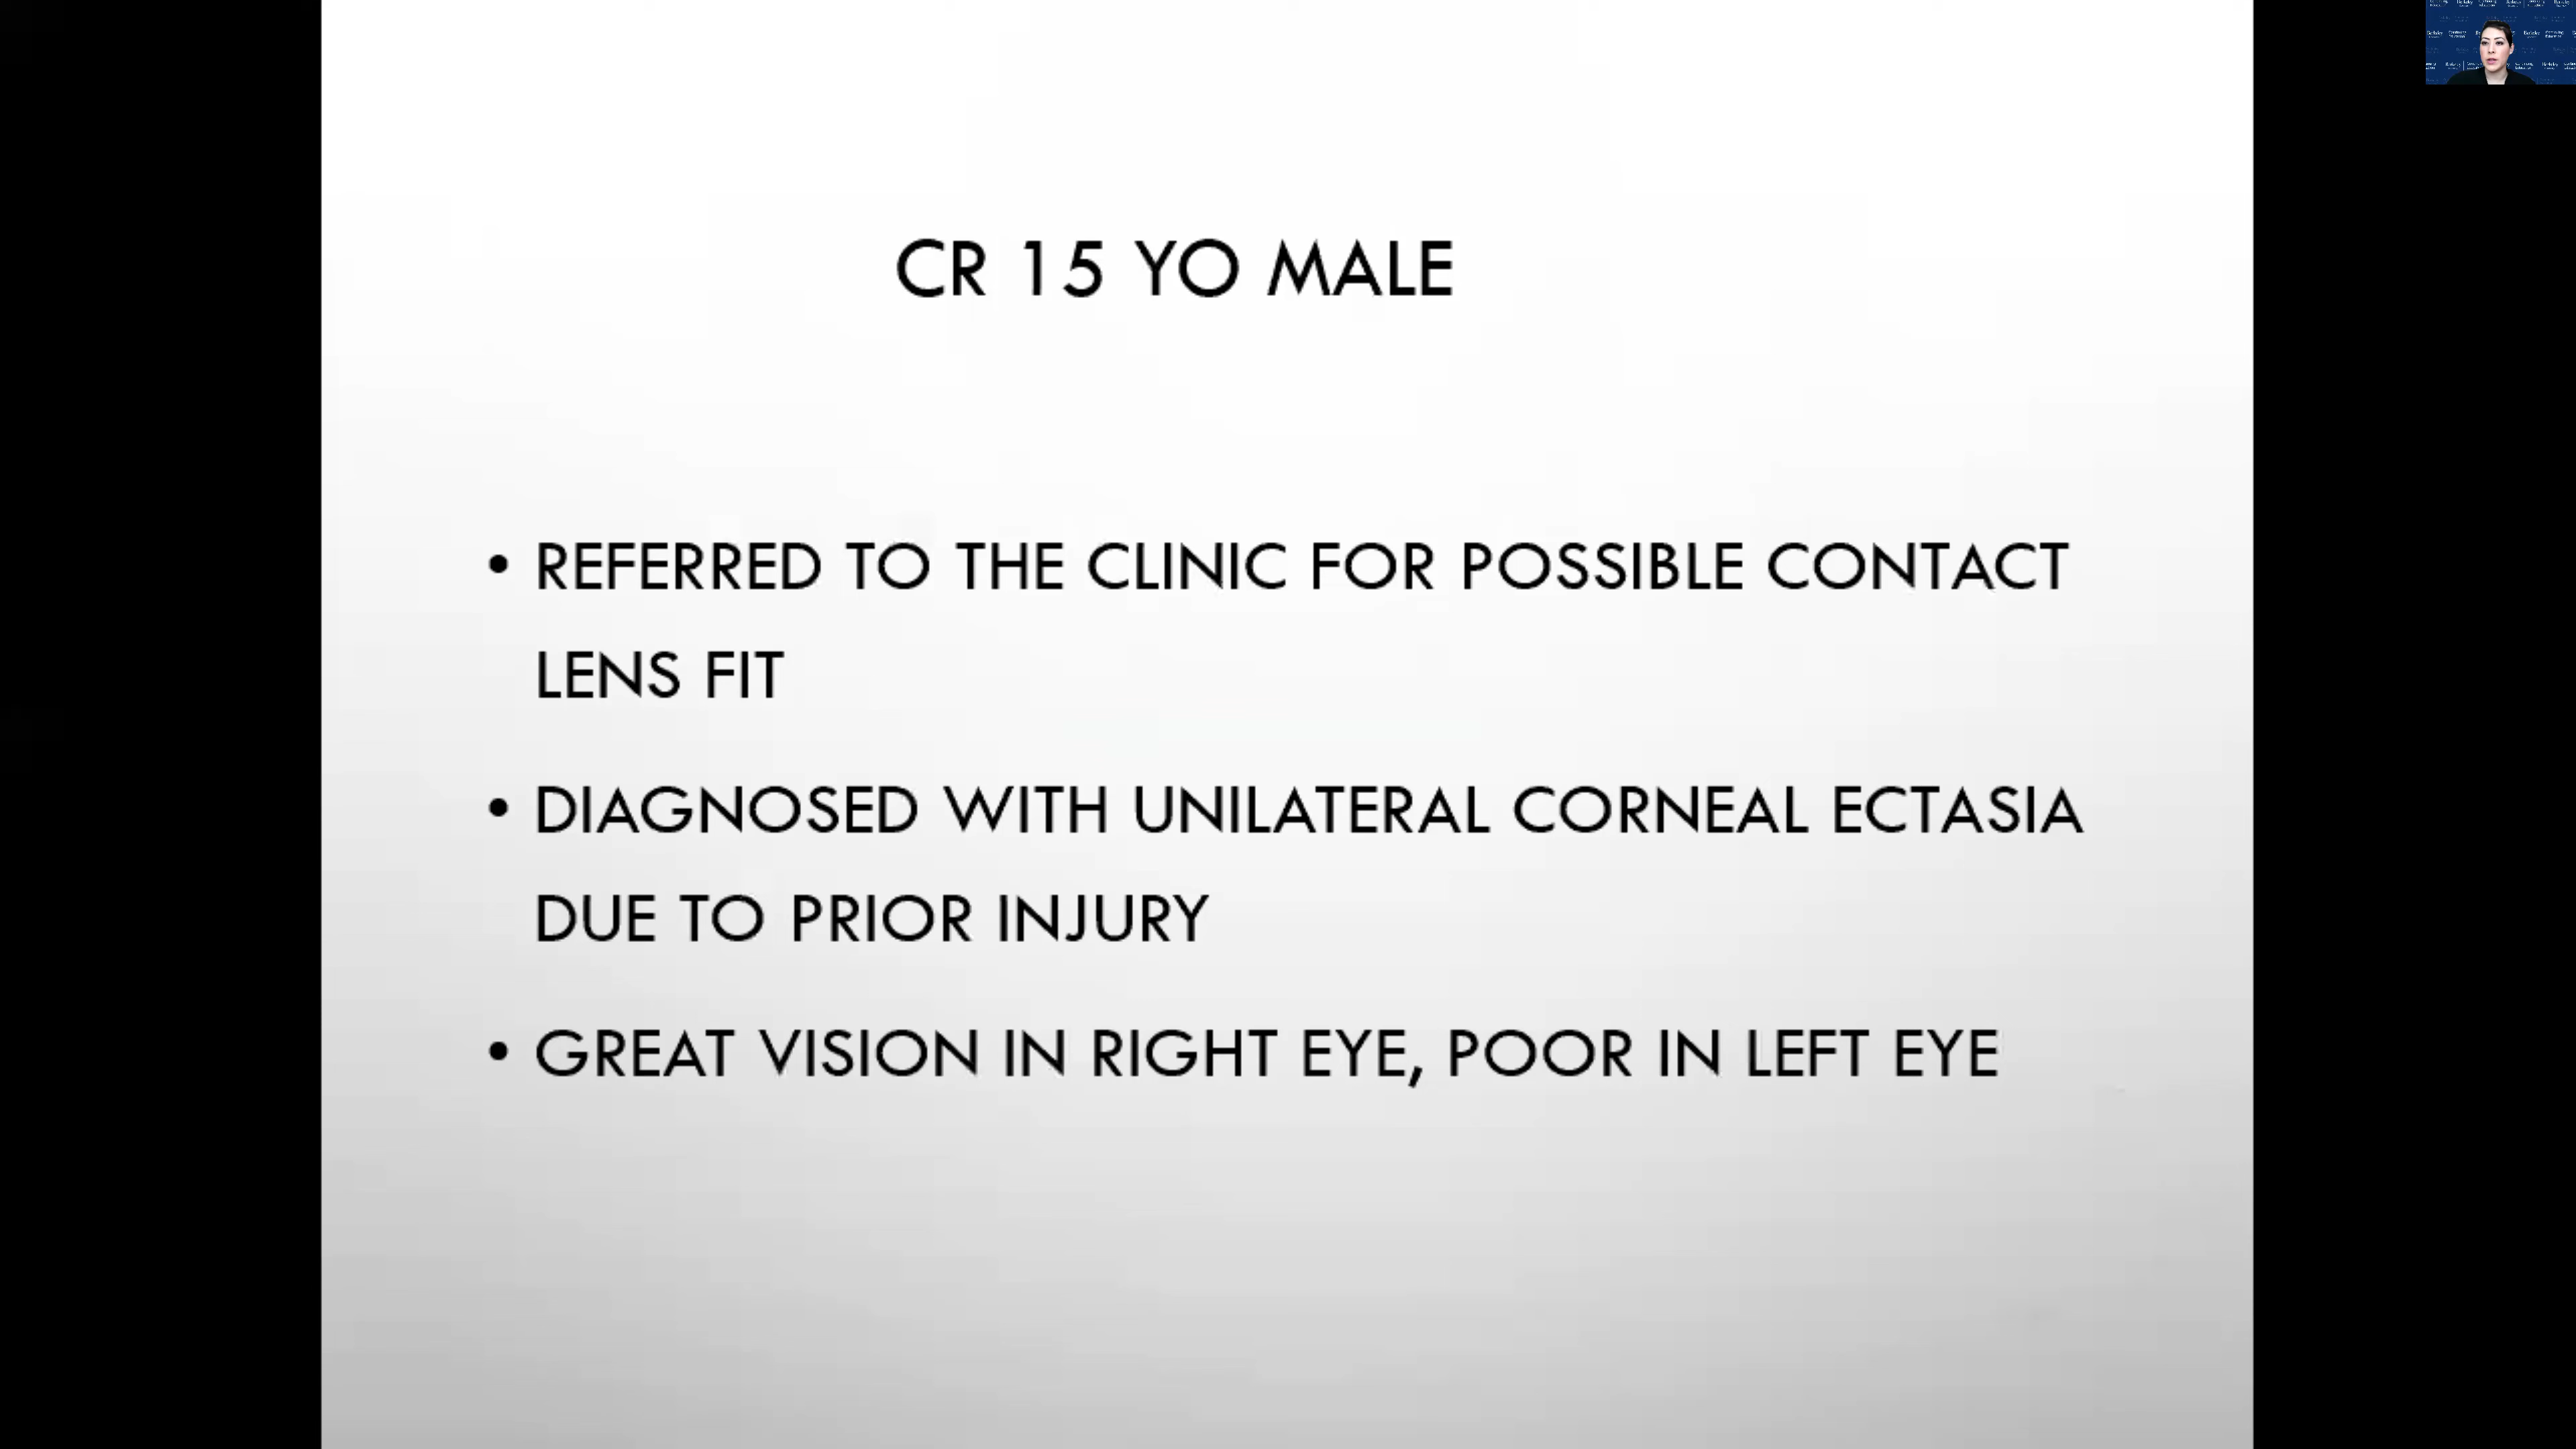 CR 15 YO MALE
• REFERRED TO THE CLINIC FOR POSSIBLE CONTACT
LENS FIT
• DIAGNOSED WITH UNILATERAL CORNEAL ECTASIA
DUE TO PRIOR INJURY
• GREAT VISION IN RIGHT EYE, POOR IN LEFT EYE